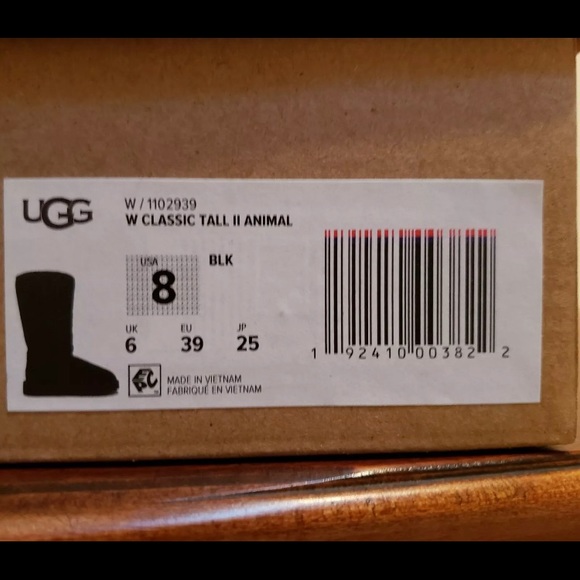 UGG
W / 1102939
W CLASSIC TALL II ANIMAL
USA
8
BLK
UK EU JP
6 39 25
MADE IN VIETNAM
FABRIQUÉ EN VIETNAM
1 92410 00382 2